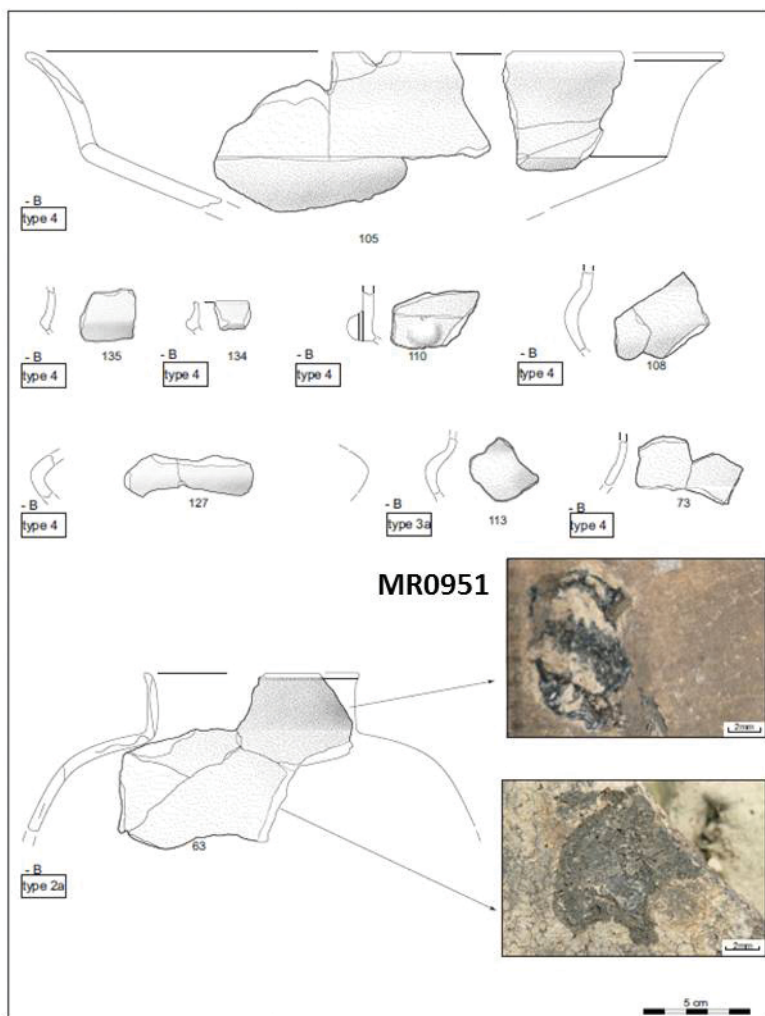 - B
type 4
105
- B
type 4
135
- B
type 4
134
- B
type 4
110
- B
type 4
108
- B
type 4
127
- B
type 3a
113
- B
type 4
73
MR0951
2mm
63
- B
type 2a
2mm
5 cm